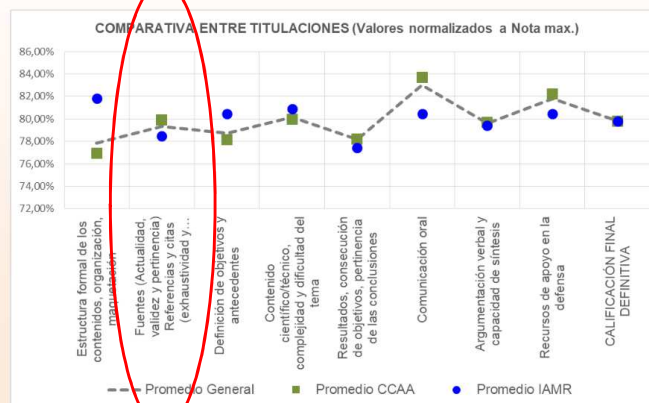 COMPARATIVA ENTRE TITULACIONES (Valores normalizados a Nota max.)
86,00%
84,00%
82,00%
80,00%
78,00%
76,00%
74,00%
72,00%
Estructura formal de los
contenidos, organización,
maquetación
Fuentes (Actualidad,
validez y pertinencia)
Referencias y citas
(exhaustividad y...
Definición de objetivos y
antecedentes
Contenido
científico/técnico,
complejidad y dificultad del
tema
Resultados, consecución
de objetivos, pertinencia
de las conclusiones
Comunicación oral
Argumentación verbal y
capacidad de síntesis
Recursos de apoyo en la
defensa
CALIFICACIÓN FINAL
DEFINITIVA
Promedio General
Promedio CCAA
Promedio IAMR